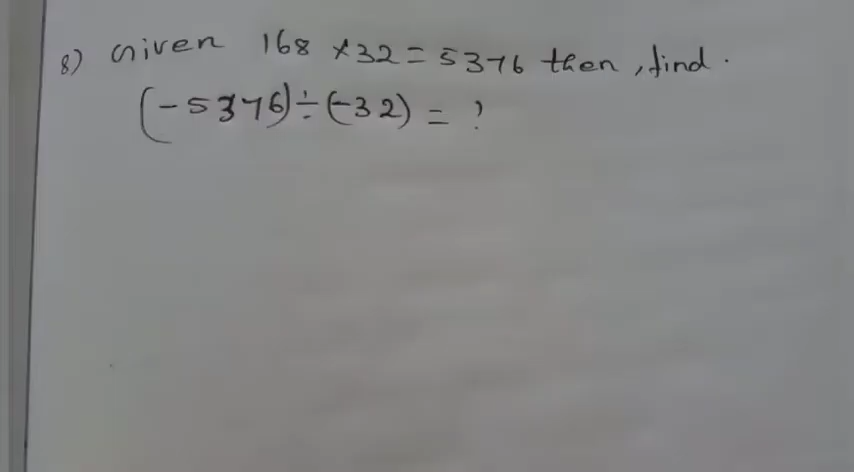 8) Given 168 × 32 = 5376 then, find.
(-5376) ÷ (-32) = ?